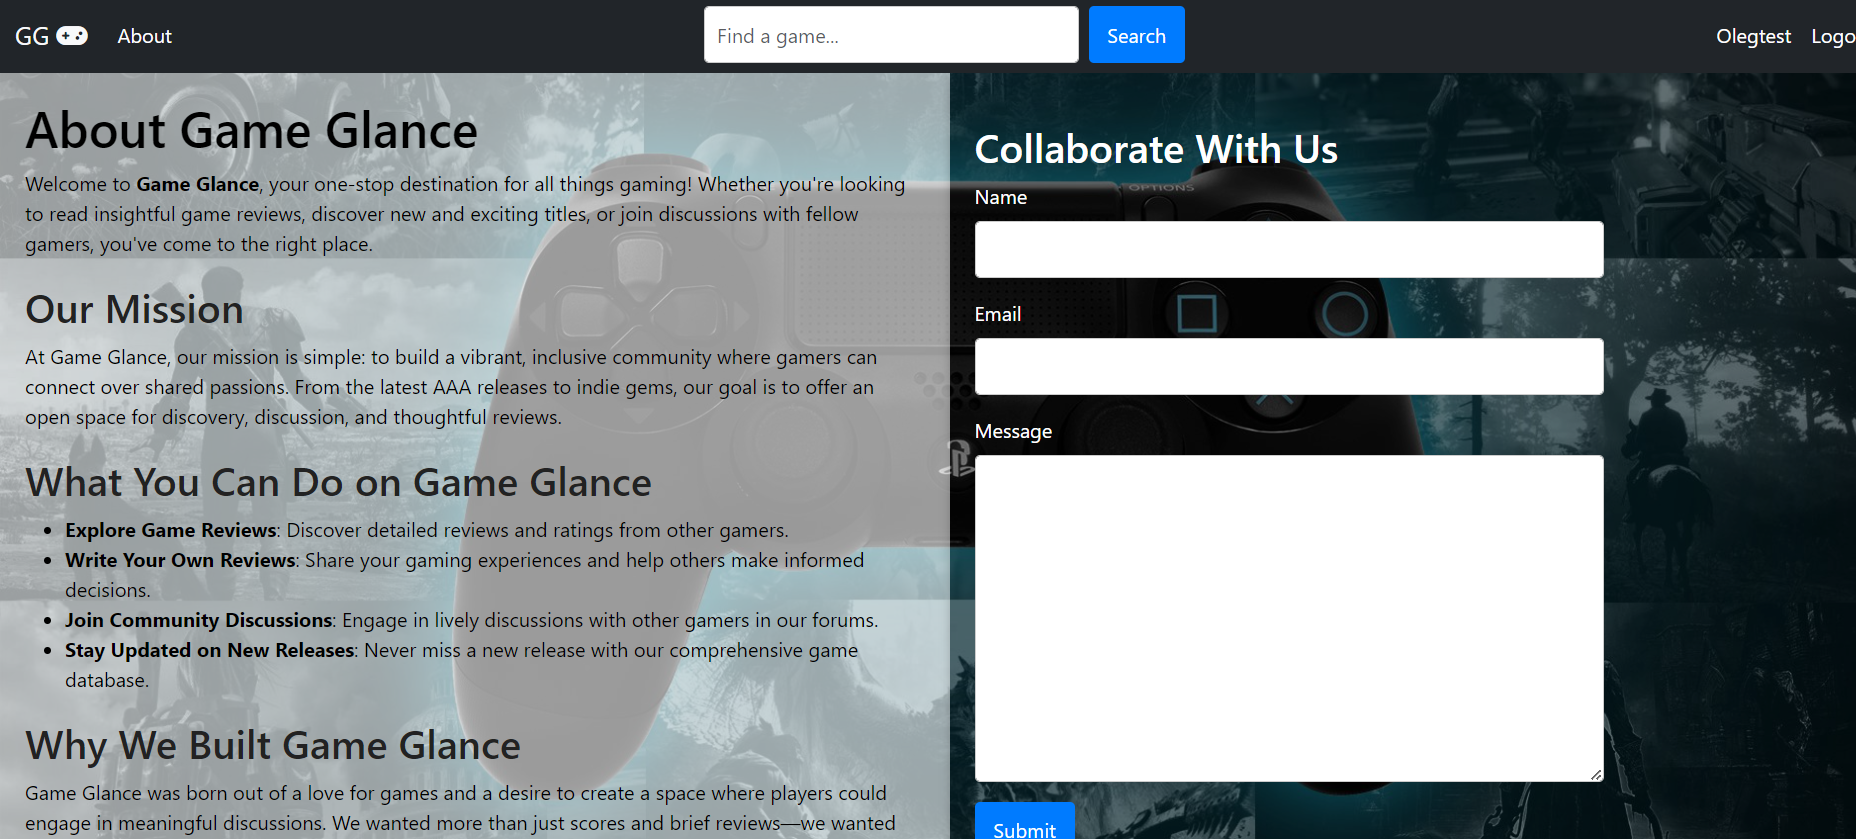 GG About
Find a game...
Search
Olegtest Logo
About Game Glance
Welcome to Game Glance, your one-stop destination for all things gaming! Whether you're looking
to read insightful game reviews, discover new and exciting titles, or join discussions with fellow
gamers, you've come to the right place.
Our Mission
At Game Glance, our mission is simple: to build a vibrant, inclusive community where gamers can
connect over shared passions. From the latest AAA releases to indie gems, our goal is to offer an
open space for discovery, discussion, and thoughtful reviews.
What You Can Do on Game Glance
• Explore Game Reviews: Discover detailed reviews and ratings from other gamers.
• Write Your Own Reviews: Share your gaming experiences and help others make informed
decisions.
• Join Community Discussions: Engage in lively discussions with other gamers in our forums.
• Stay Updated on New Releases: Never miss a new release with our comprehensive game
database.
Why We Built Game Glance
Game Glance was born out of a love for games and a desire to create a space where players could
engage in meaningful discussions. We wanted more than just scores and brief reviews—we wanted
Collaborate With Us
OPTIONS
Name
Email
Message
Submit